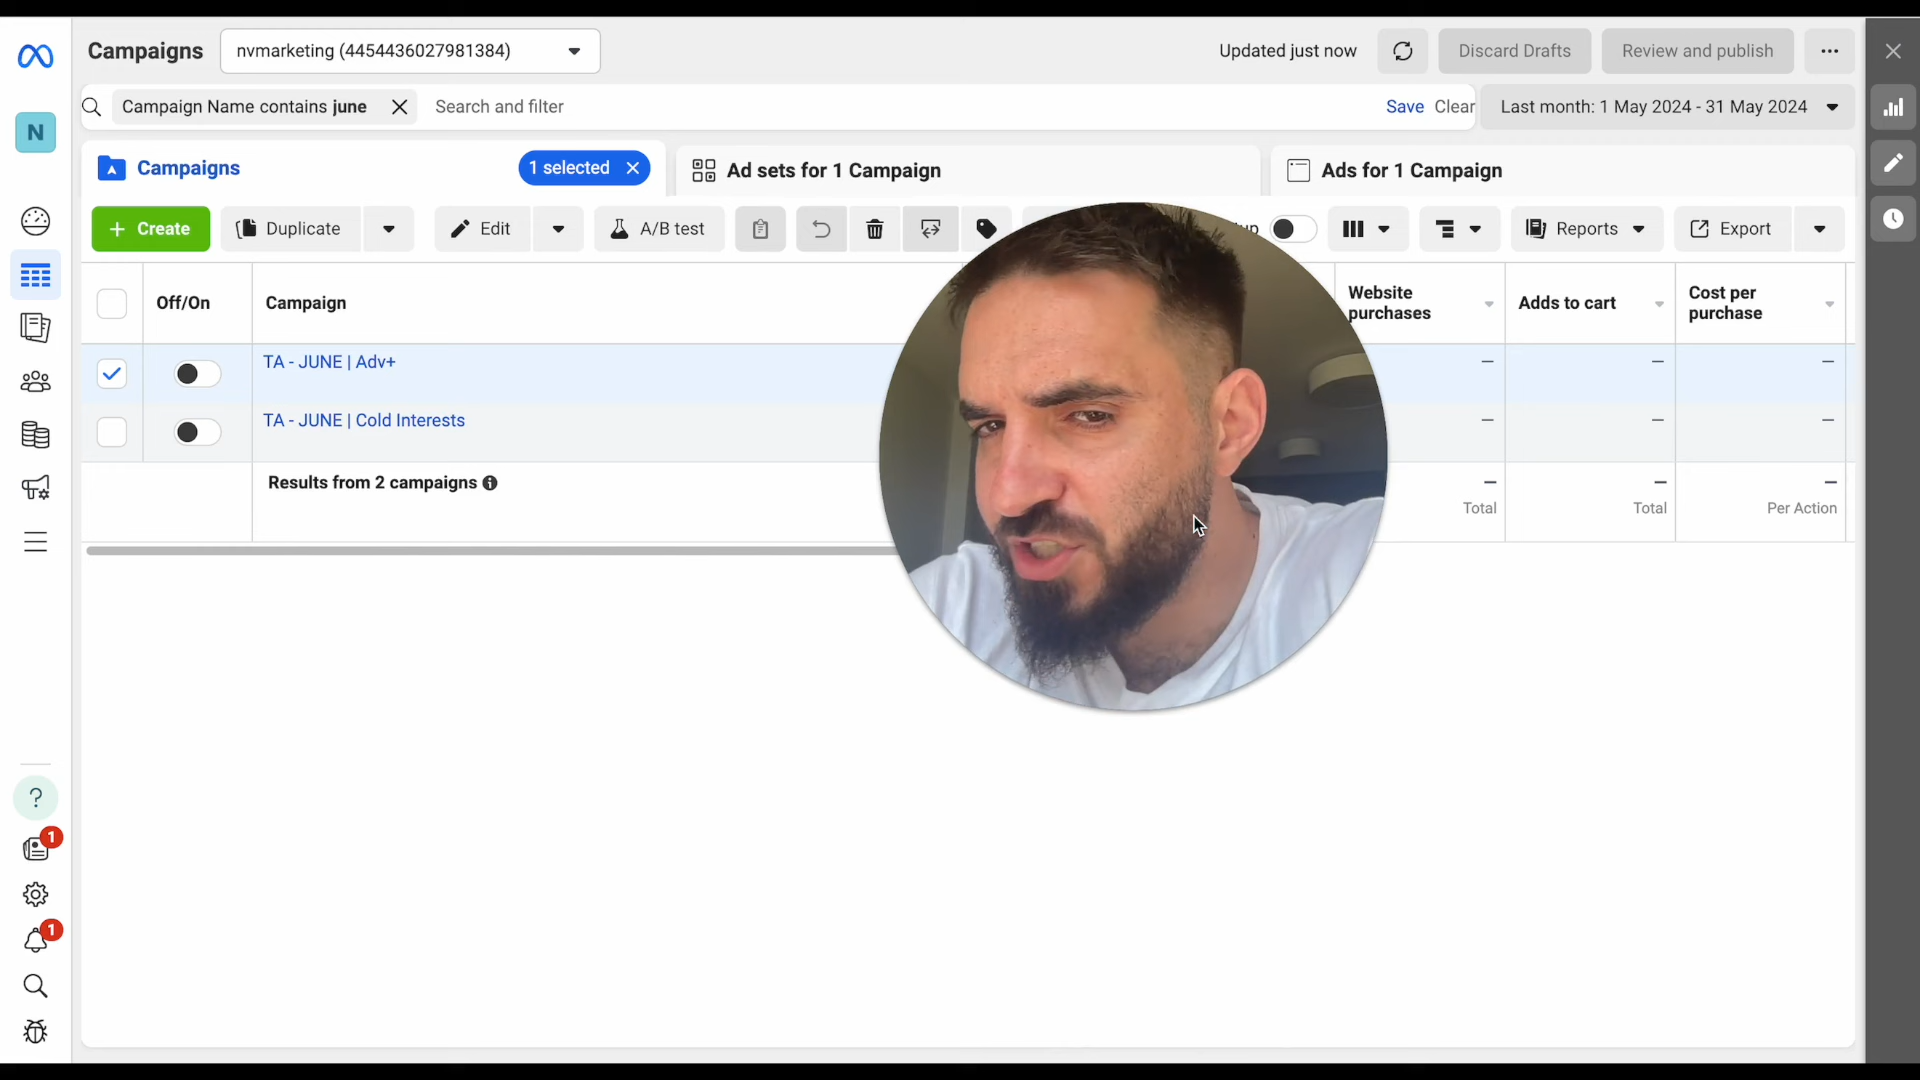 Campaigns
nvmarketing (4454436027981384)
Updated just now
Discard Drafts
Review and publish
N
Campaign Name contains june
Search and filter
Save
Clear
Last month: 1 May 2024 - 31 May 2024
Campaigns
1 selected
Ad sets for 1 Campaign
Ads for 1 Campaign
+ Create
Duplicate
Edit
A/B test
Reports
Export
Off/On
Campaign
Website
purchases
Adds to cart
Cost per
purchase
TA - JUNE | Adv+
—
—
—
TA - JUNE | Cold Interests
—
—
—
Results from 2 campaigns
—
—
—
Total
Total
Per Action
?
1
1